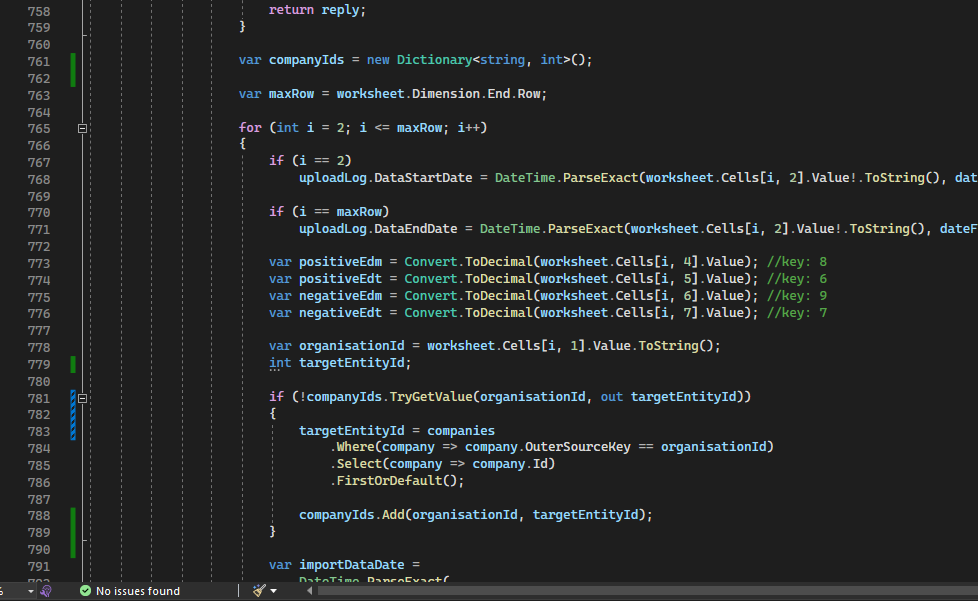 758 return reply;
759 }
760
761 var companyIds = new Dictionary<string, int>();
762
763 var maxRow = worksheet.Dimension.End.Row;
764
765 for (int i = 2; i <= maxRow; i++)
766 {
767 if (i == 2)
768 uploadLog.DataStartDate = DateTime.ParseExact(worksheet.Cells[i, 2].Value!.ToString(), dat
769
770 if (i == maxRow)
771 uploadLog.DataEndDate = DateTime.ParseExact(worksheet.Cells[i, 2].Value!.ToString(), dateF
772
773 var positiveEdm = Convert.ToDecimal(worksheet.Cells[i, 4].Value); //key: 8
774 var positiveEdt = Convert.ToDecimal(worksheet.Cells[i, 5].Value); //key: 6
775 var negativeEdm = Convert.ToDecimal(worksheet.Cells[i, 6].Value); //key: 9
776 var negativeEdt = Convert.ToDecimal(worksheet.Cells[i, 7].Value); //key: 7
777
778 var organisationId = worksheet.Cells[i, 1].Value.ToString();
779 int targetEntityId;
780
781 if (!companyIds.TryGetValue(organisationId, out targetEntityId))
782 {
783 targetEntityId = companies
784 .Where(company => company.OuterSourceKey == organisationId)
785 .Select(company => company.Id)
786 .FirstOrDefault();
787
788 companyIds.Add(organisationId, targetEntityId);
789 }
790
791 var importDataDate =
792 DateTime.ParseExact(
% No issues found